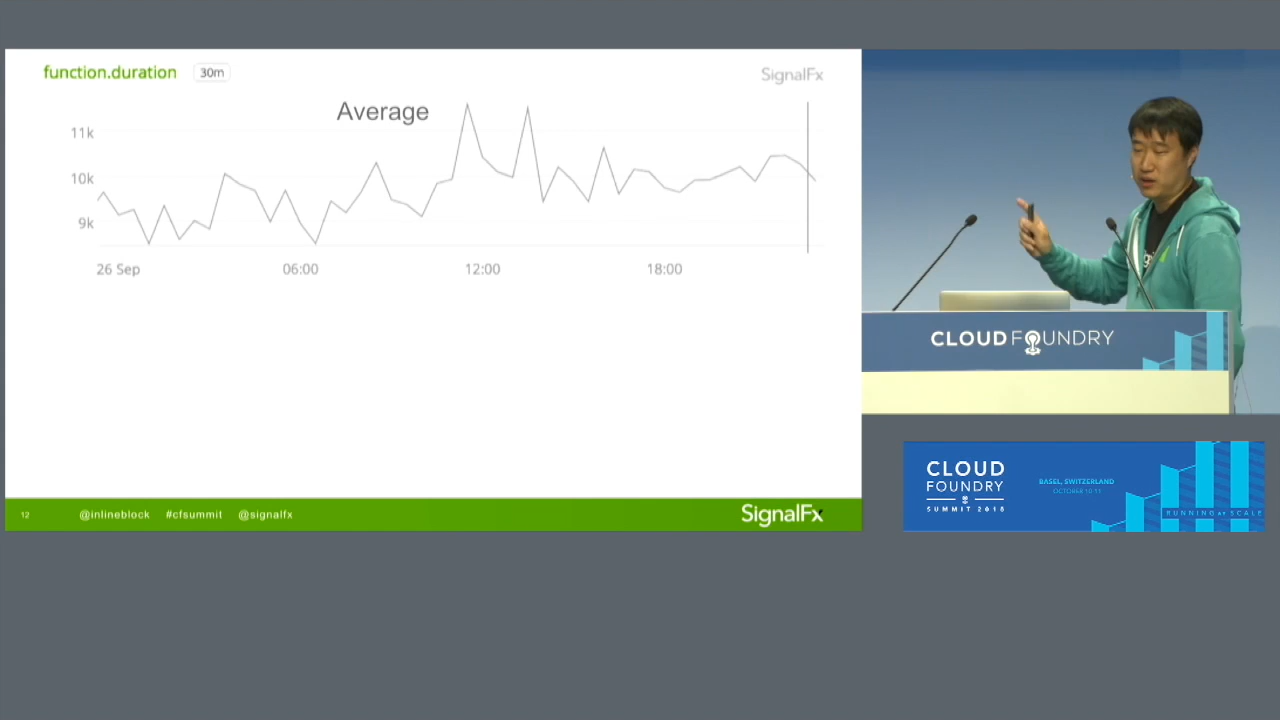 function.duration 30m
SignalFx
Average
11k
10k
9k
26 Sep 06:00 12:00 18:00
12 @inlineblock #cfsummit @signalfx SignalFx
CLOUD FOUNDRY
CLOUD
FOUNDRY
SUMMIT 2018
BASEL, SWITZERLAND
OCTOBER 10-11
RUNNING AT SCALE